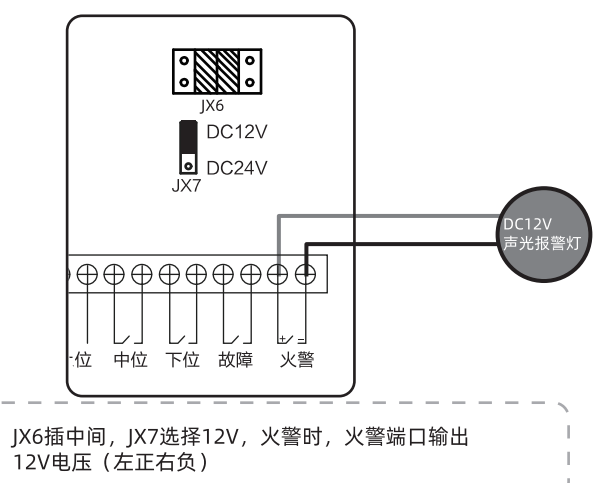 JX6
DC12V
DC24V
JX7
DC12V
声光报警灯
位 中位 下位 故障 火警
JX6插中间，JX7选择12V，火警时，火警端口输出
12V电压（左正右负）